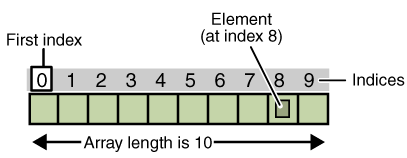 Element
(at index 8)
First index
0 1 2 3 4 5 6 7 8 9 Indices
Array length is 10